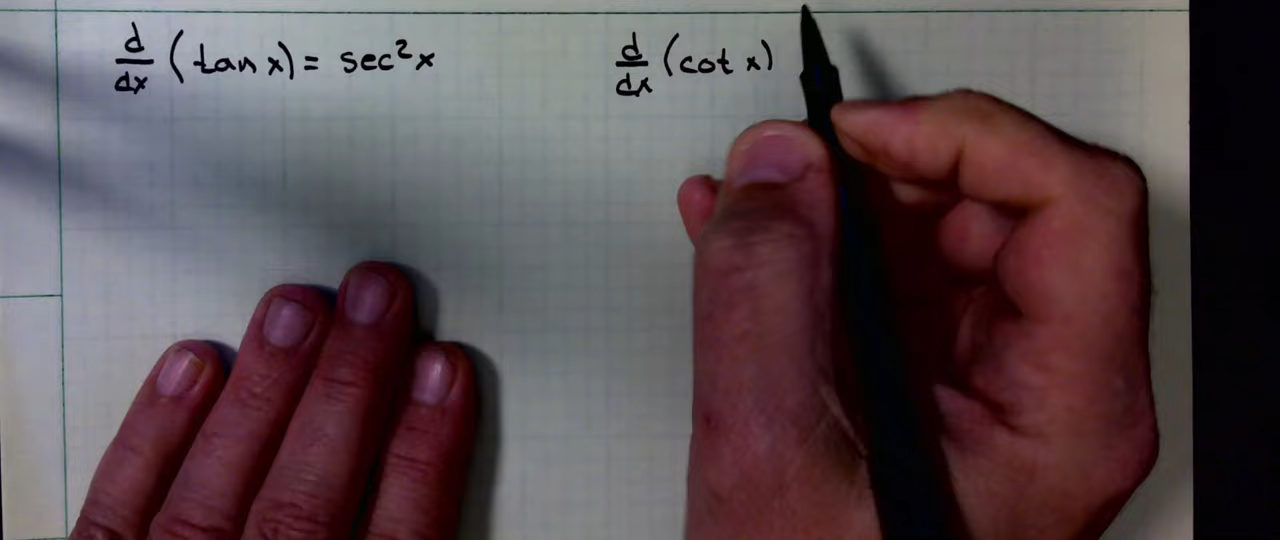 d/dx (tan x) = sec²x
d/dx (cot x)